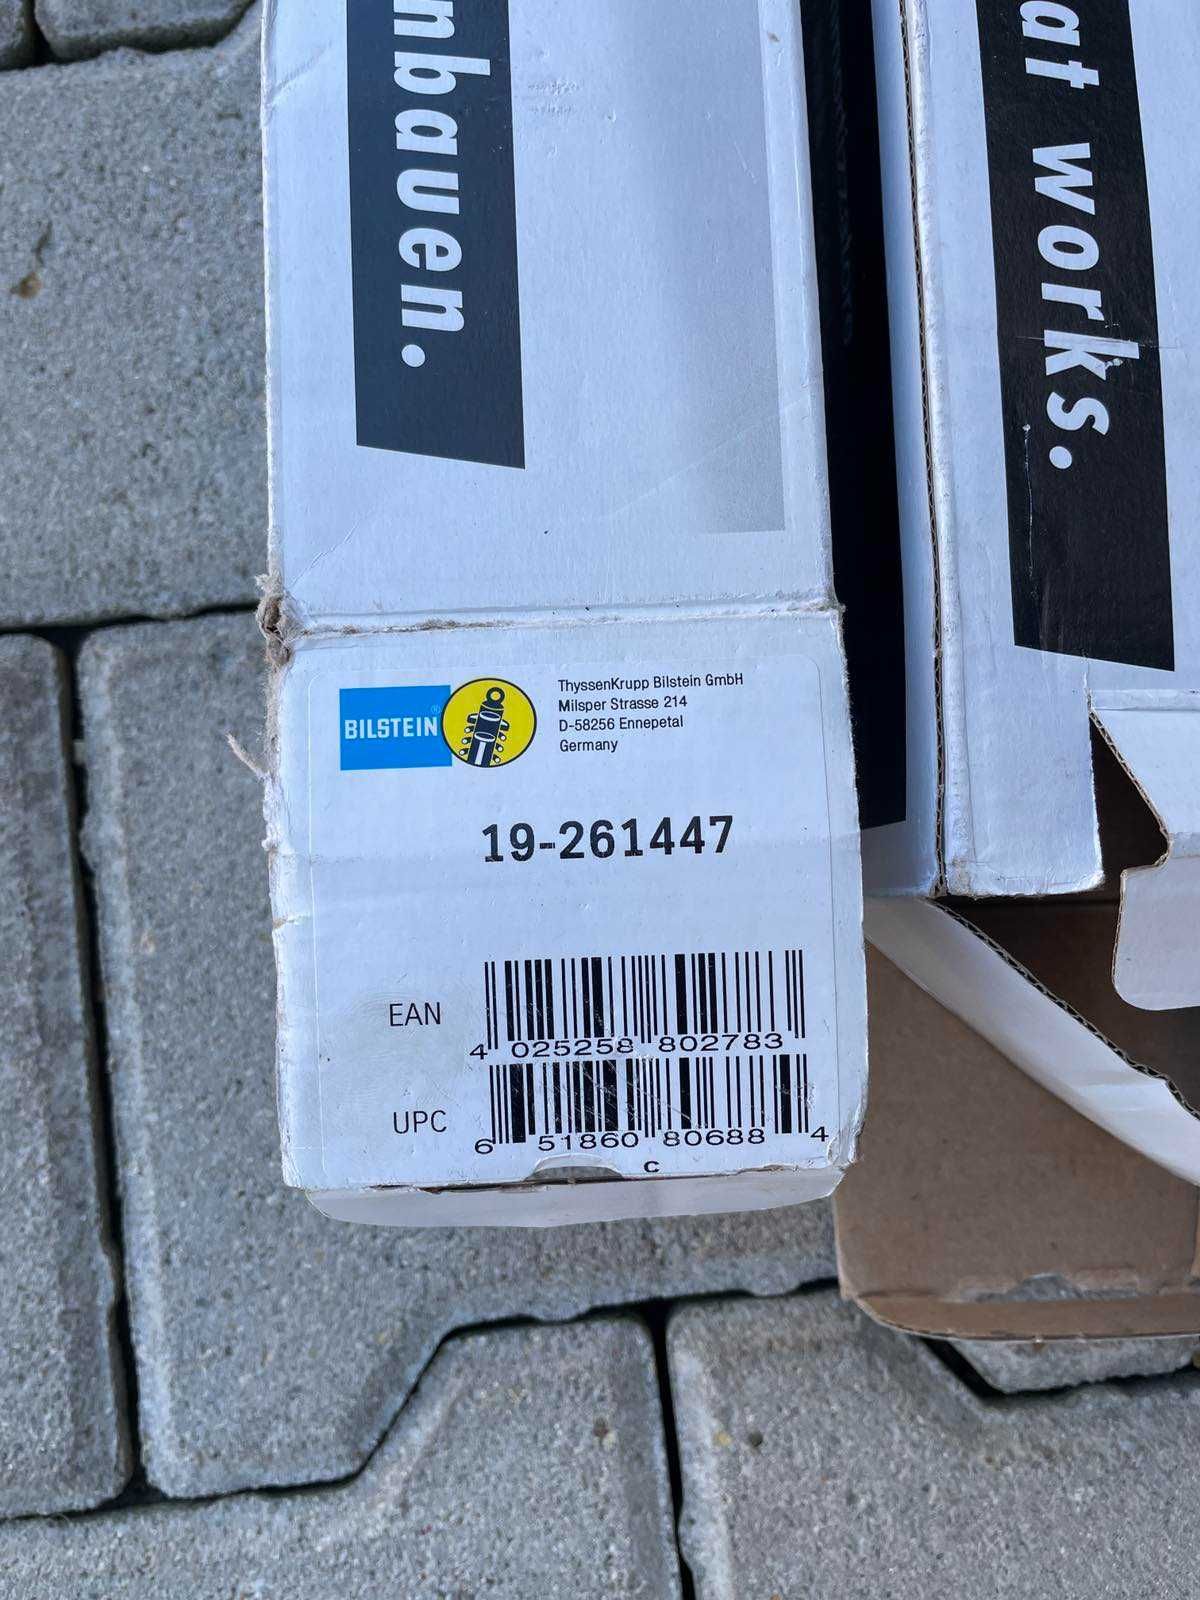 nbauen.
at works.
BILSTEIN®
ThyssenKrupp Bilstein GmbH
Milsper Strasse 214
D-58256 Ennepetal
Germany
19-261447
EAN
4 025258 802783
UPC
6 51860 80688 4
C